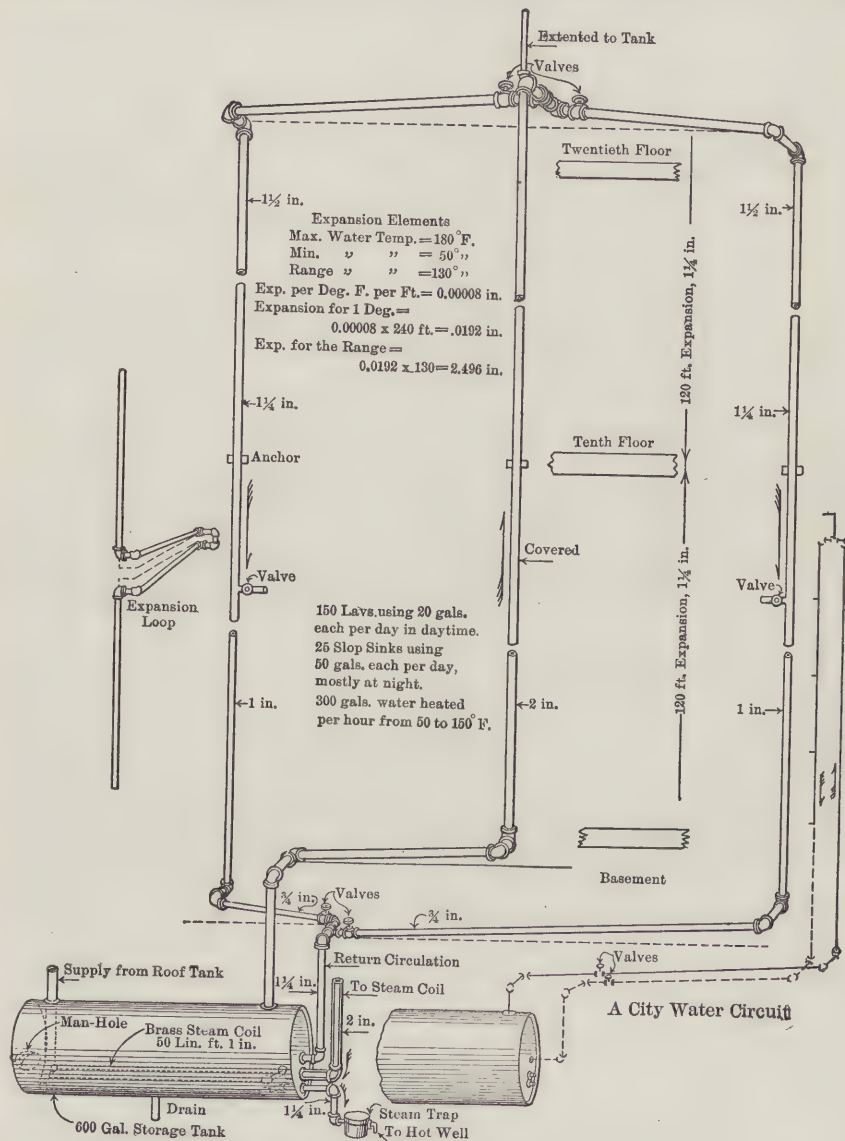 Extented to Tank
Valves
Twentieth Floor
1½ in.
1½ in.
Expansion Elements
Max. Water Temp.=180°F.
Min. „ „ = 50°„
Range „ „ =130°„
Exp. per Deg. F. per Ft.= 0.00008 in.
Expansion for 1 Deg.=
0.00008 x 240 ft.=.0192 in.
Exp. for the Range=
0.0192 x 130=2.496 in.
120 ft. Expansion, 1¼ in.
1¼ in.
1¼ in.
Anchor
Tenth Floor
Covered
Valve
Valve
Expansion
Loop
150 Lavs. using 20 gals.
each per day in daytime.
25 Slop Sinks using
50 gals. each per day,
mostly at night.
300 gals. water heated
per hour from 50 to 150°F.
120 ft. Expansion, 1¼ in.
1 in.
2 in.
1 in.
Basement
¾ in.
Valves
¾ in.
Supply from Roof Tank
Return Circulation
Valves
1¼ in.
To Steam Coil
A City Water Circuit
Man-Hole
Brass Steam Coil
50 Lin. ft. 1 in.
2 in.
Drain
1¼ in.
Steam Trap
600 Gal. Storage Tank
To Hot Well